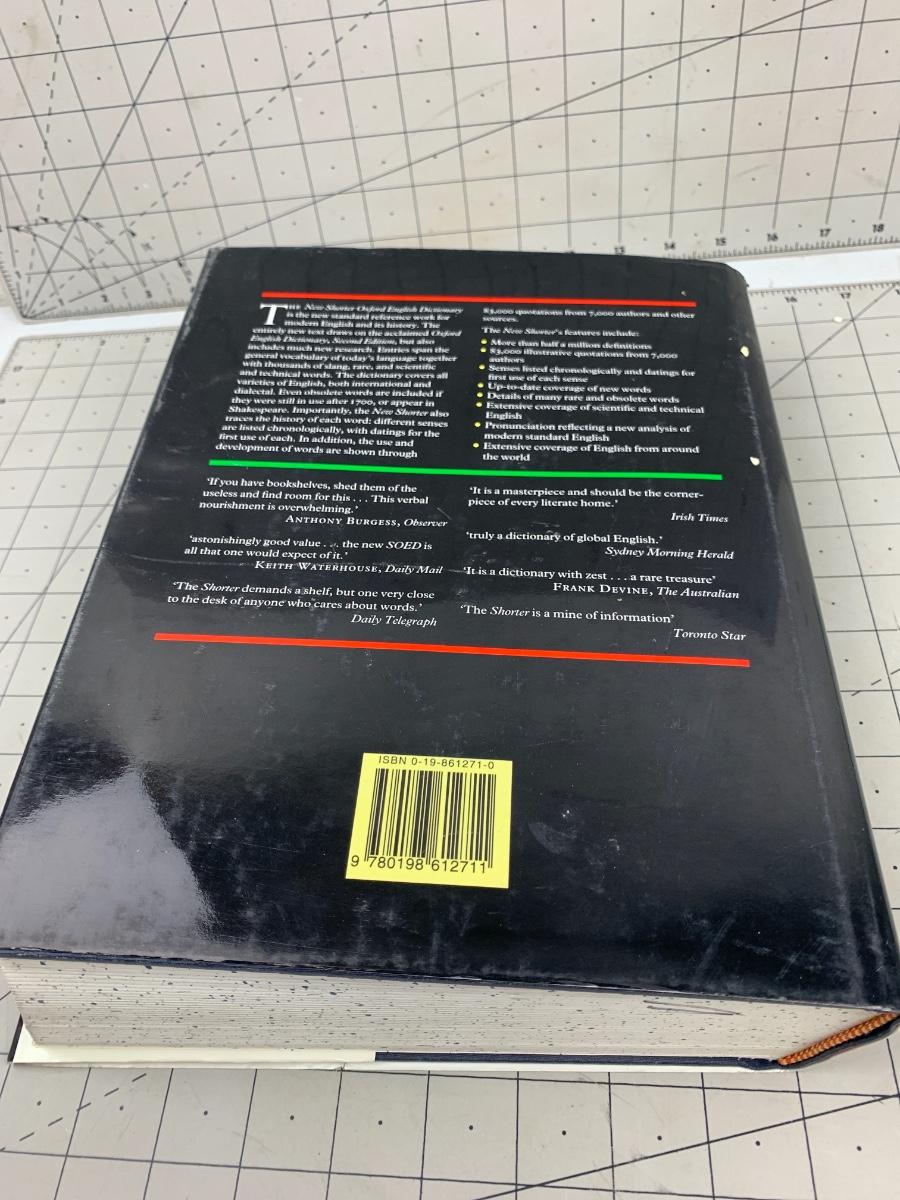 THE New Shorter Oxford English Dictionary
is the new standard reference work for
modern English and its history. The
entirely new text draws on the acclaimed Oxford
English Dictionary, Second Edition, but also
includes much new research. Entries span the
general vocabulary of today's language together
with thousands of slang, rare, and scientific
and technical words. The dictionary covers all
varieties of English, both international and
dialectal. Even obsolete words are included if
they were still in use after 1700, or appear in
Shakespeare. Importantly, the New Shorter also
traces the history of each word: different senses
are listed chronologically, with datings for the
first use of each. In addition, the use and
development of words are shown through
83,000 quotations from 7,000 authors and other
sources.
The New Shorter's features include:
• More than half a million definitions
• 83,000 illustrative quotations from 7,000
authors
• Senses listed chronologically and datings for
first use of each sense
• Up-to-date coverage of new words
• Details of many rare and obsolete words
• Extensive coverage of scientific and technical
English
• Pronunciation reflecting a new analysis of
modern standard English
• Extensive coverage of English from around
the world
'If you have bookshelves, shed them of the
useless and find room for this . . . This verbal
nourishment is overwhelming.'
ANTHONY BURGESS, Observer
'astonishingly good value . . . the new SOED is
all that one would expect of it.'
KEITH WATERHOUSE, Daily Mail
'The Shorter demands a shelf, but one very close
to the desk of anyone who cares about words.'
Daily Telegraph
'It is a masterpiece and should be the corner-
piece of every literate home.'
Irish Times
'truly a dictionary of global English.'
Sydney Morning Herald
'It is a dictionary with zest . . . a rare treasure'
FRANK DEVINE, The Australian
'The Shorter is a mine of information'
Toronto Star
ISBN 0-19-861271-0
9 780198 612711
13 14 15 16 17 18
16 17